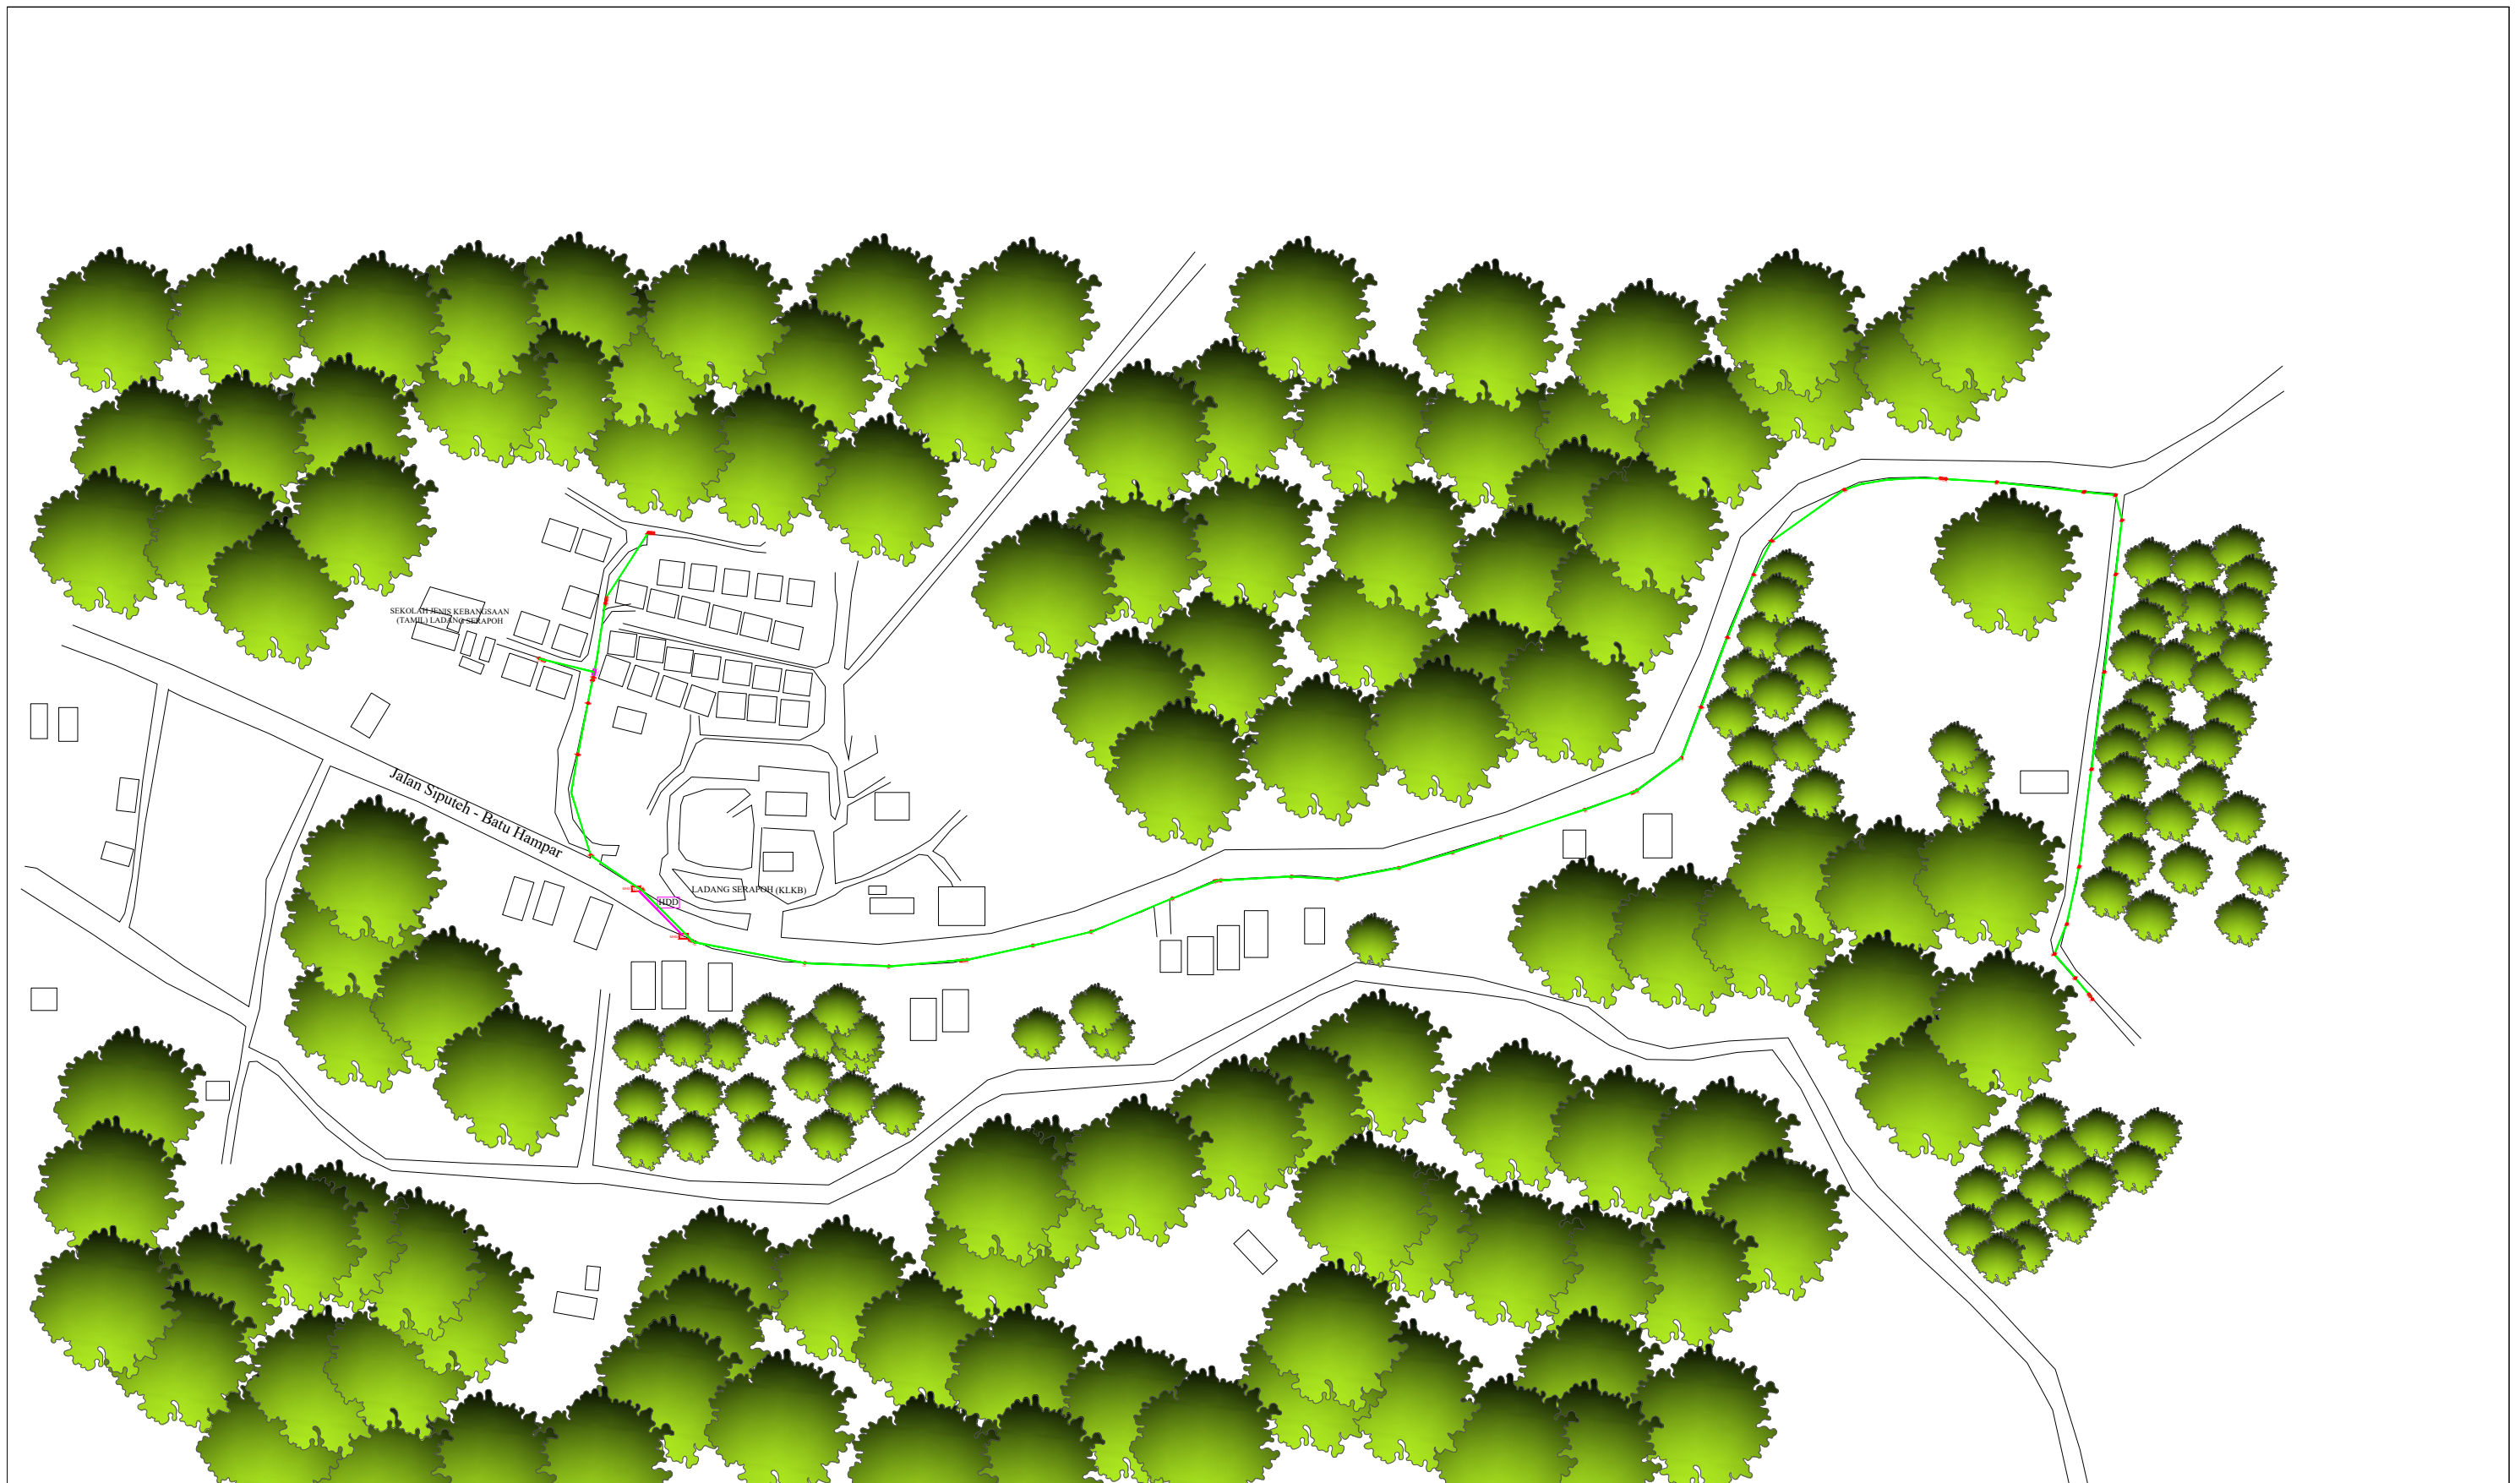 SEKOLAH JENIS KEBANGSAAN
(TAMIL) LADANG SERAPOH
Jalan Siputeh - Batu Hampar
LADANG SERAPOH (KLKB)
HDD